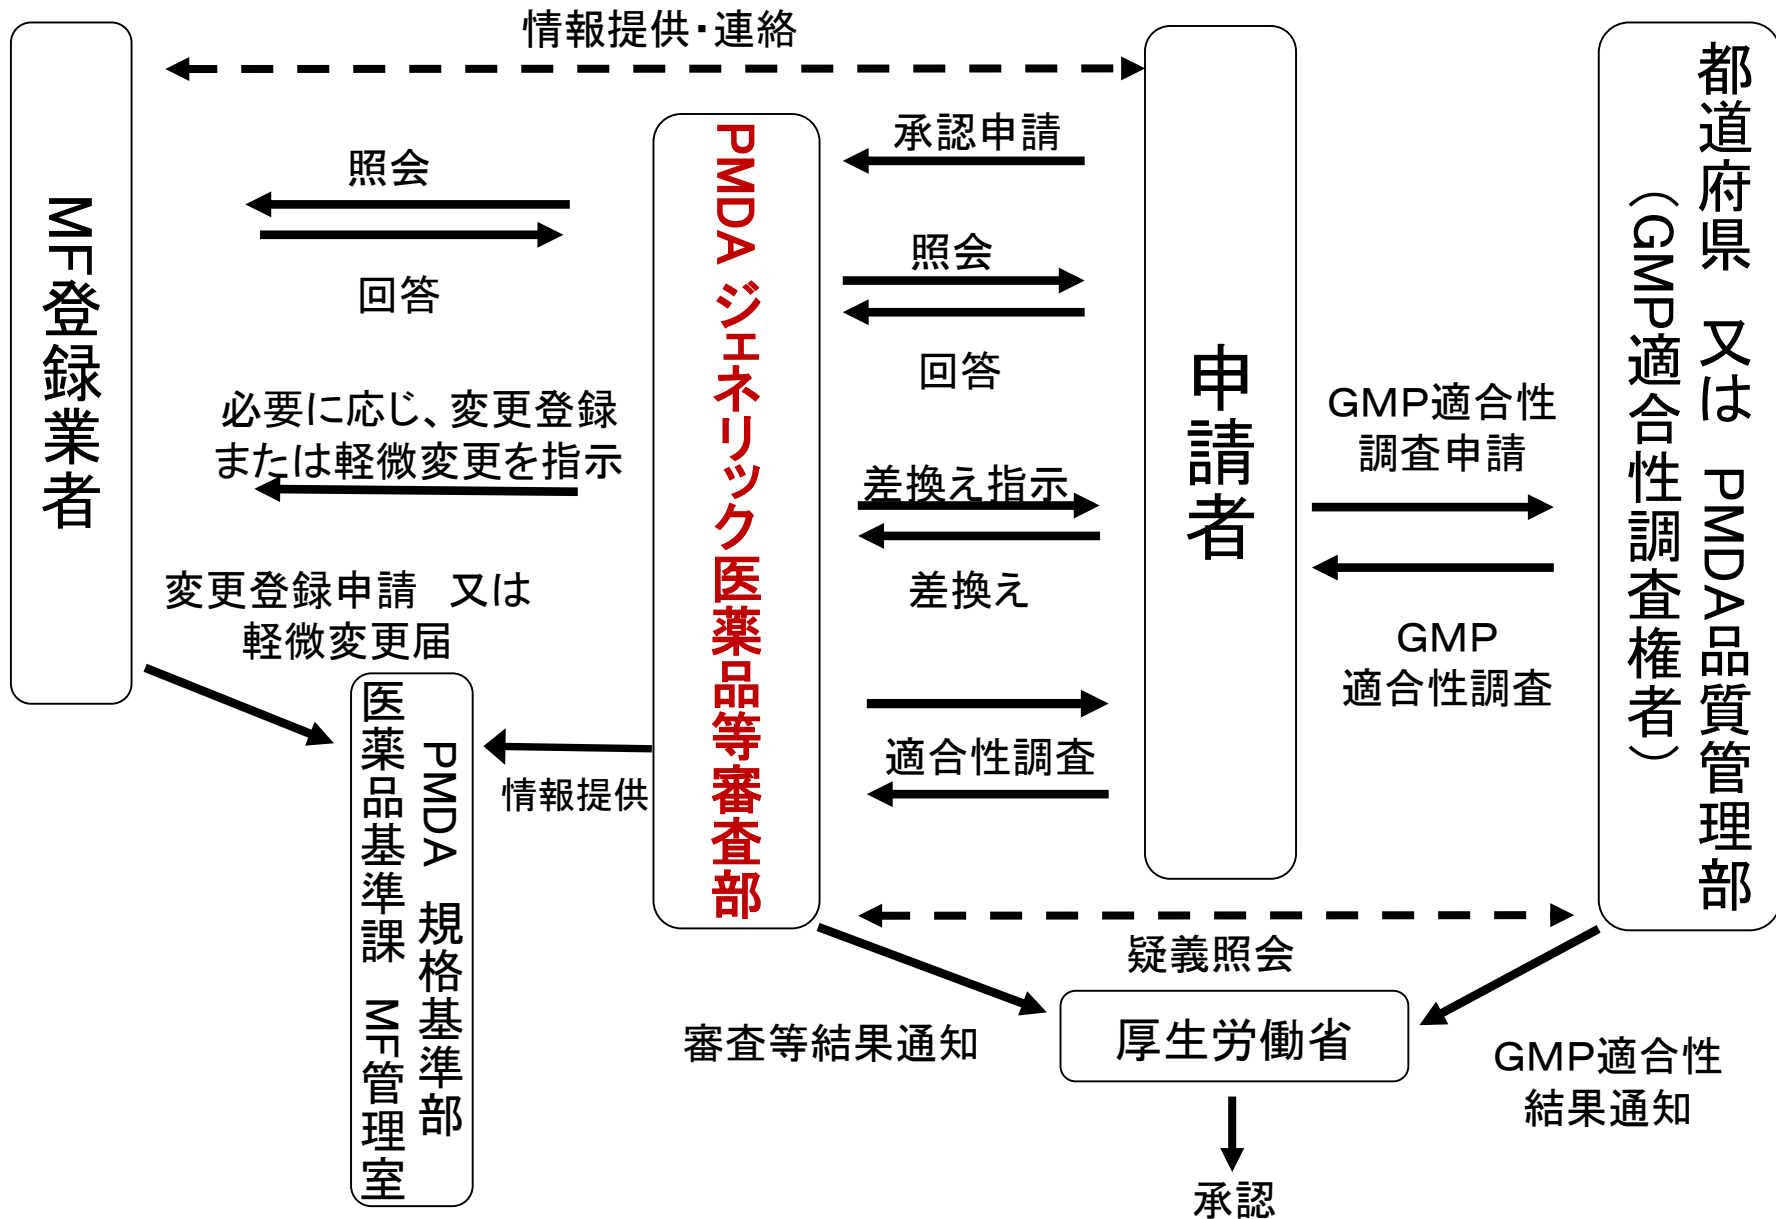 情報提供・連絡
MF登録業者
照会
回答
必要に応じ、変更登録
または軽微変更を指示
変更登録申請　又は
軽微変更届
PMDA　規格基準部
医薬品基準課　MF管理室
情報提供
PMDA ジェネリック医薬品等審査部
承認申請
照会
回答
差換え指示
差換え
適合性調査
申請者
GMP適合性
調査申請
GMP
適合性調査
都道府県　又は　PMDA品質管理部
（GMP適合性調査権者）
疑義照会
審査等結果通知
厚生労働省
GMP適合性
結果通知
承認